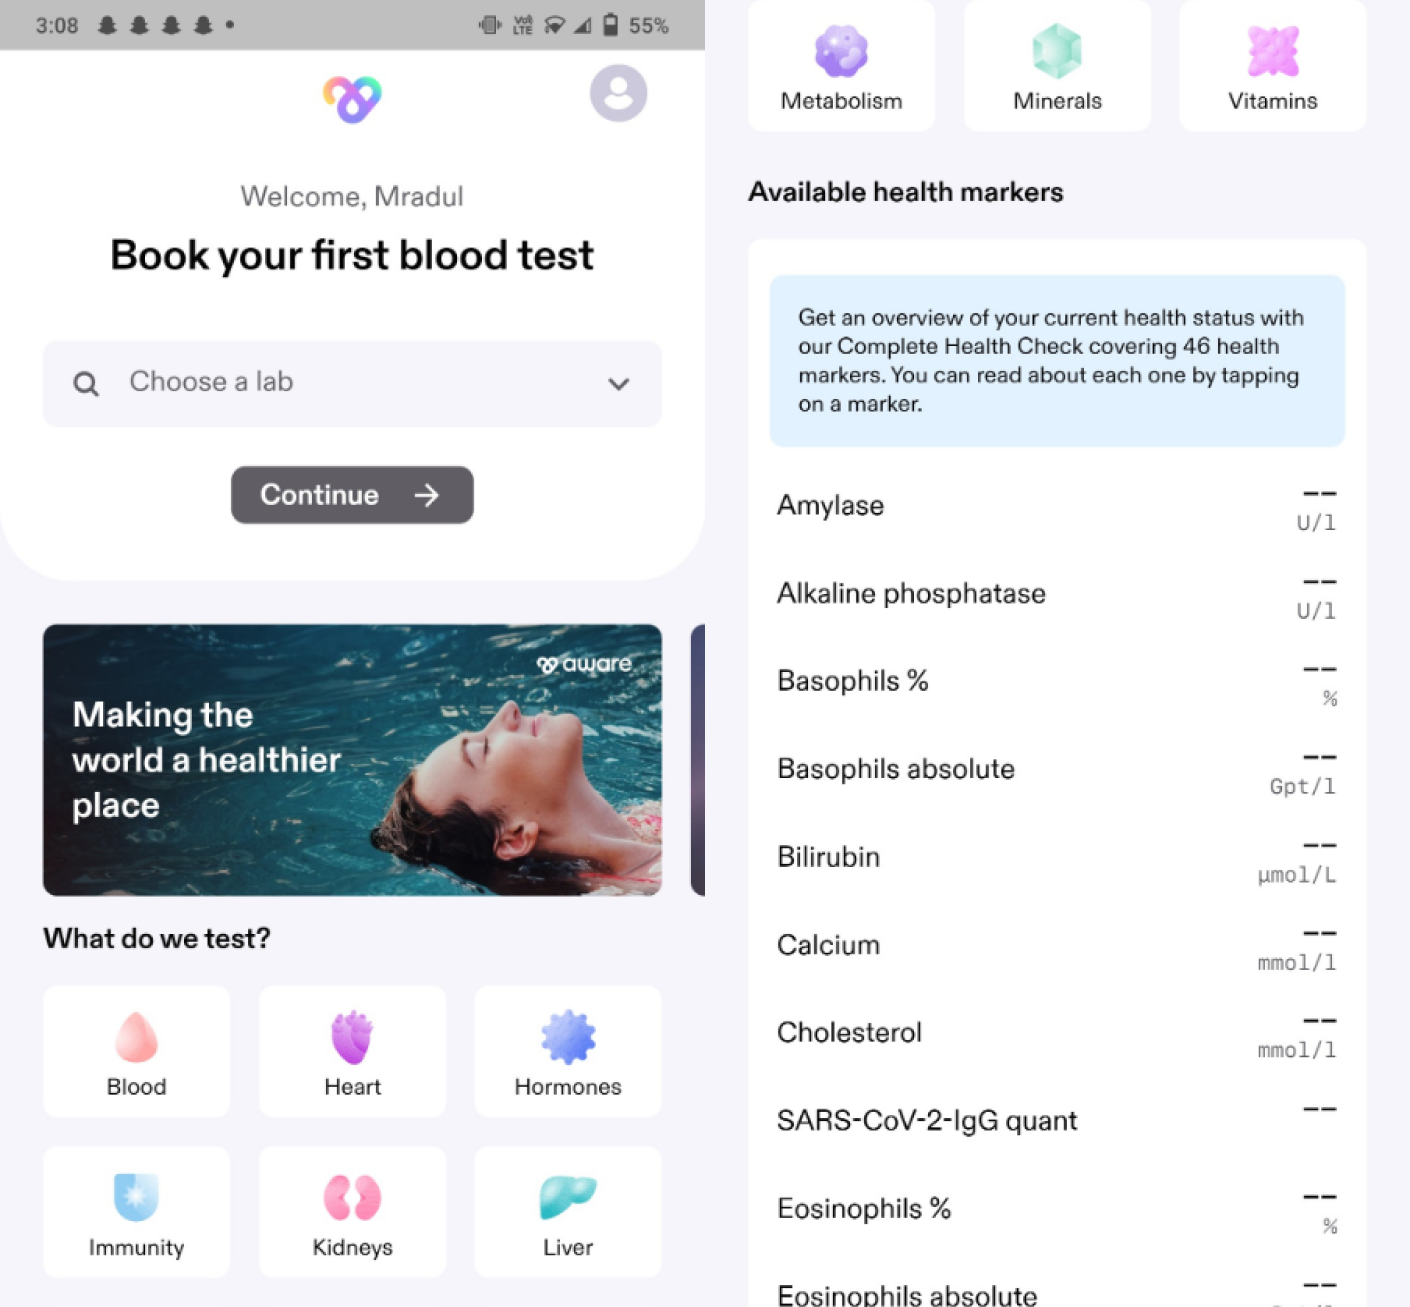 3:08
Vo) LTE
55%
Welcome, Mradul
Book your first blood test
Choose a lab
Continue →
aware
Making the
world a healthier
place
What do we test?
Blood
Heart
Hormones
Immunity
Kidneys
Liver
Metabolism
Minerals
Vitamins
Available health markers
Get an overview of your current health status with
our Complete Health Check covering 46 health
markers. You can read about each one by tapping
on a marker.
Amylase --
U/l
Alkaline phosphatase --
U/l
Basophils % --
%
Basophils absolute --
Gpt/l
Bilirubin --
µmol/L
Calcium --
mmol/l
Cholesterol --
mmol/l
SARS-CoV-2-IgG quant --
Eosinophils % --
%
Eosinophils absolute --